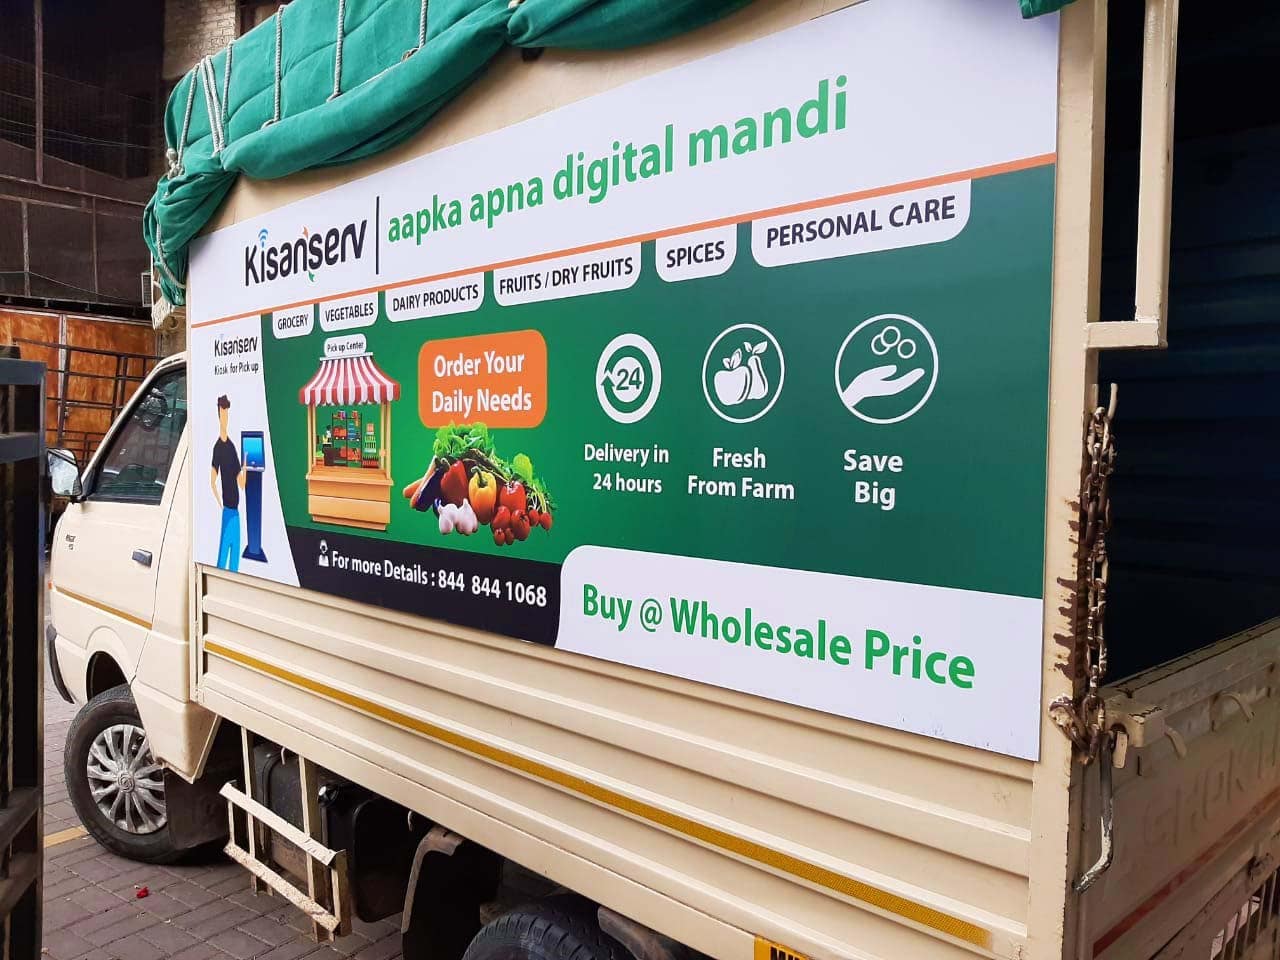 Kisanserv
aapka apna digital mandi
GROCERY
VEGETABLES
DAIRY PRODUCTS
FRUITS / DRY FRUITS
SPICES
PERSONAL CARE
Kisanserv
Kiosk for Pick up
Pick up Center
Order Your
Daily Needs
24
Delivery in
24 hours
Fresh
From Farm
Save
Big
For more Details : 844 844 1068
Buy @ Wholesale Price